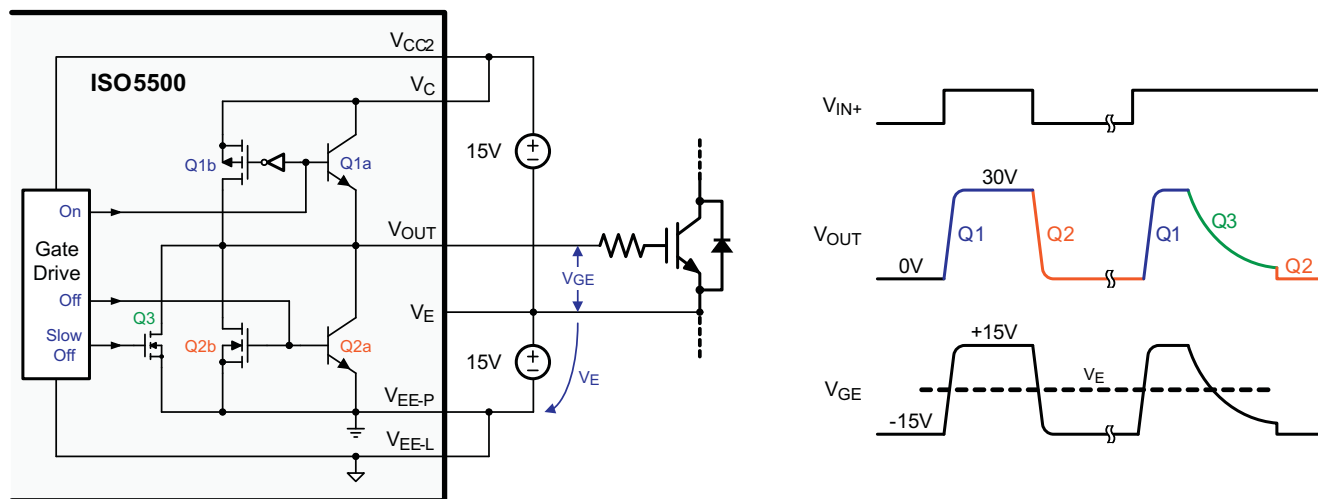 ISO5500
VCC2
VC
15V
Q1b
Q1a
On
Gate
Drive
VOUT
Off
VGE
Q3
VE
Slow
Off
Q2b
Q2a
15V
VE
VEE-P
VEE-L
VIN+
30V
VOUT
Q1
Q2
Q1
Q3
0V
Q2
+15V
VGE
VE
-15V